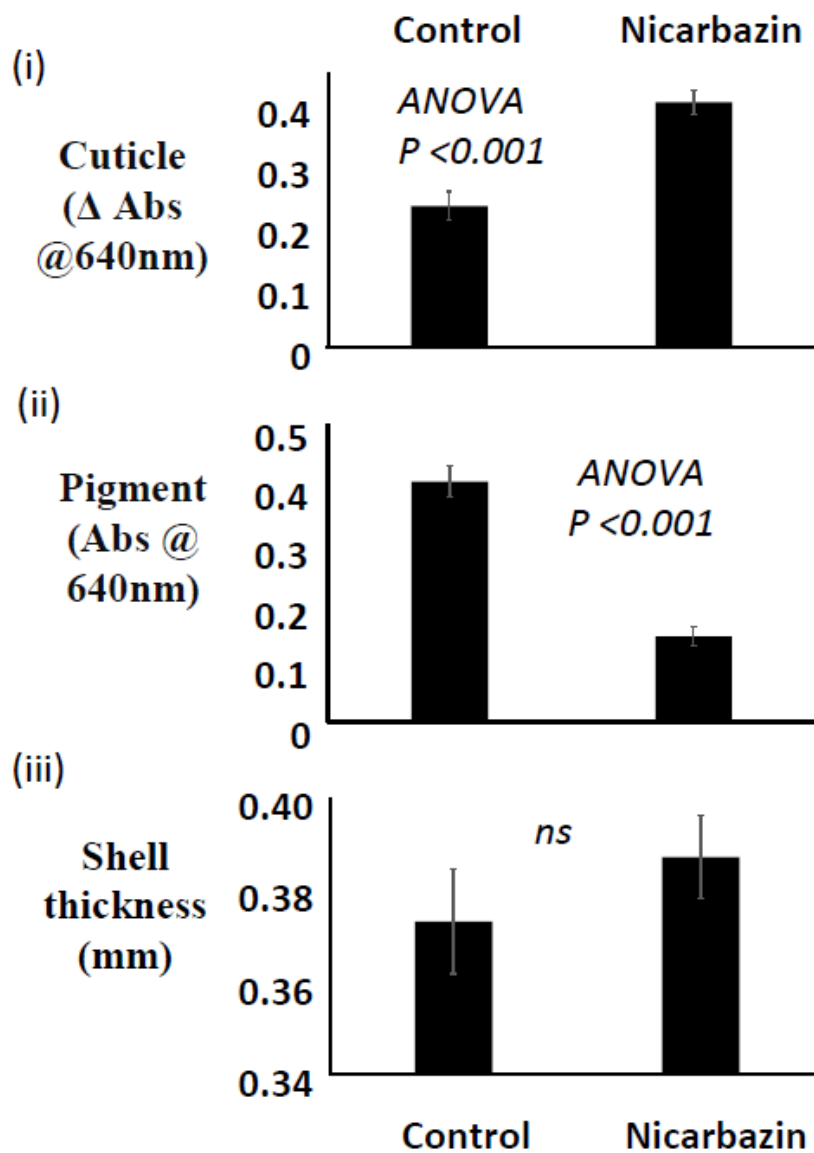 Control Nicarbazin
(i)
Cuticle
(Δ Abs
@640nm)
0.4
0.3
0.2
0.1
0
ANOVA
P <0.001
(ii)
Pigment
(Abs @
640nm)
0.5
0.4
0.3
0.2
0.1
0
ANOVA
P <0.001
(iii)
Shell
thickness
(mm)
0.40
0.38
0.36
0.34
ns
Control Nicarbazin